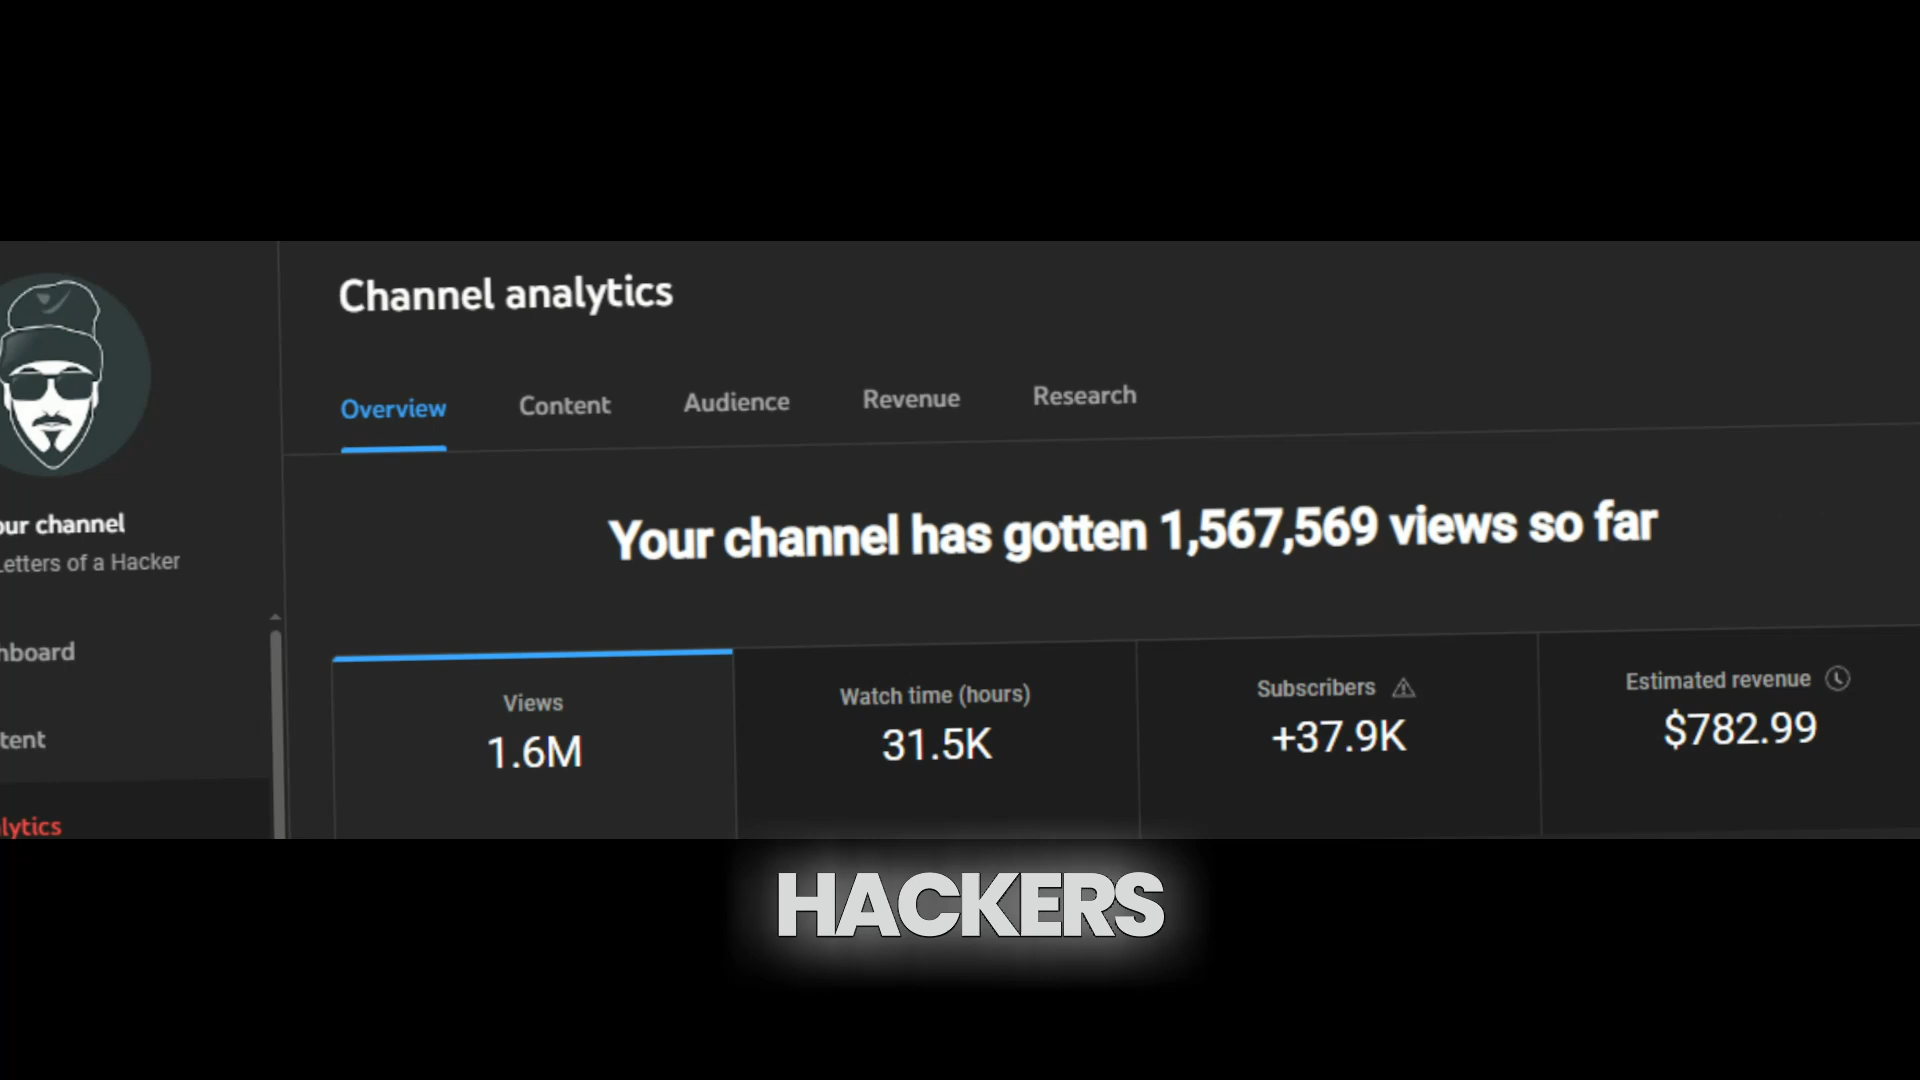 Channel analytics
Overview Content Audience Revenue Research
Your channel has gotten 1,567,569 views so far
our channel
Letters of a Hacker
hboard
tent
lytics
Views
1.6M
Watch time (hours)
31.5K
Subscribers
+37.9K
Estimated revenue
$782.99
HACKERS